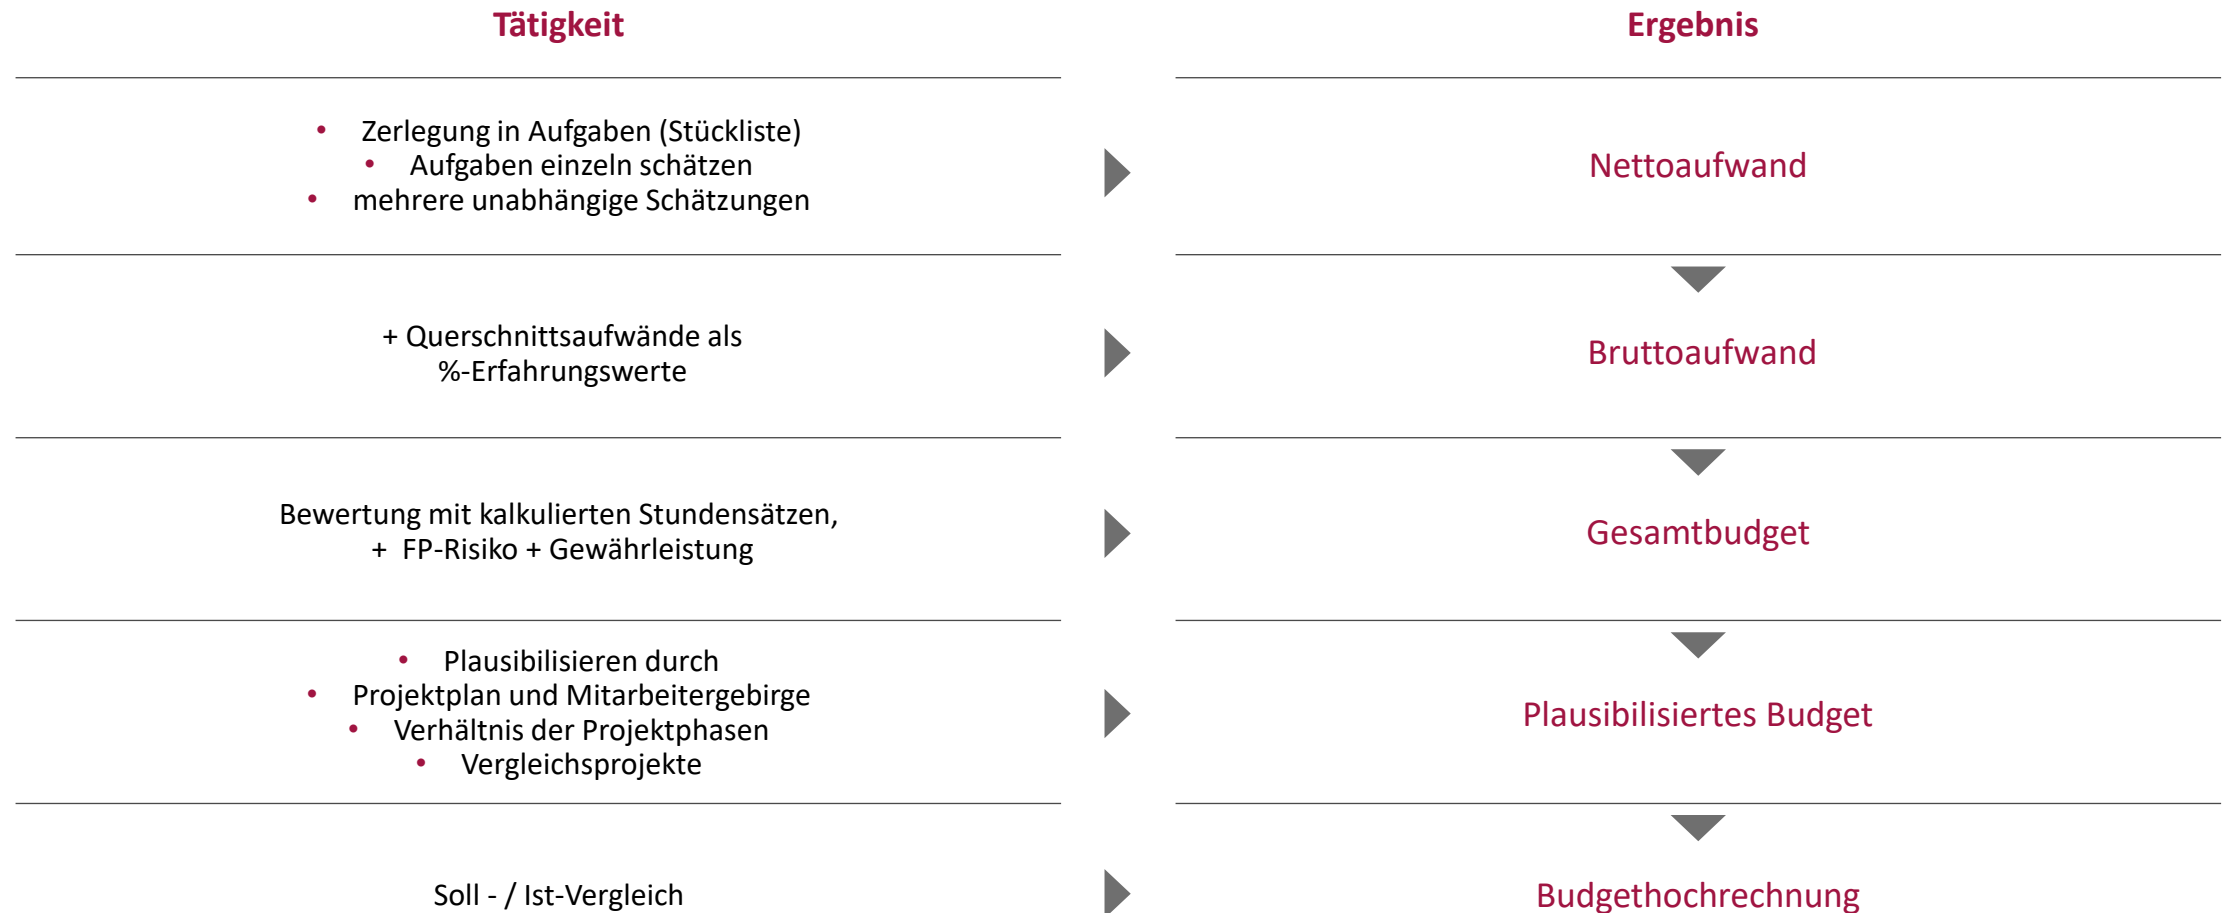 Tätigkeit
Ergebnis
• Zerlegung in Aufgaben (Stückliste)
• Aufgaben einzeln schätzen
• mehrere unabhängige Schätzungen
Nettoaufwand
+ Querschnittsaufwände als
%-Erfahrungswerte
Bruttoaufwand
Bewertung mit kalkulierten Stundensätzen,
+ FP-Risiko + Gewährleistung
Gesamtbudget
• Plausibilisieren durch
• Projektplan und Mitarbeitergebirge
• Verhältnis der Projektphasen
• Vergleichsprojekte
Plausibilisiertes Budget
Soll - / Ist-Vergleich
Budgethochrechnung